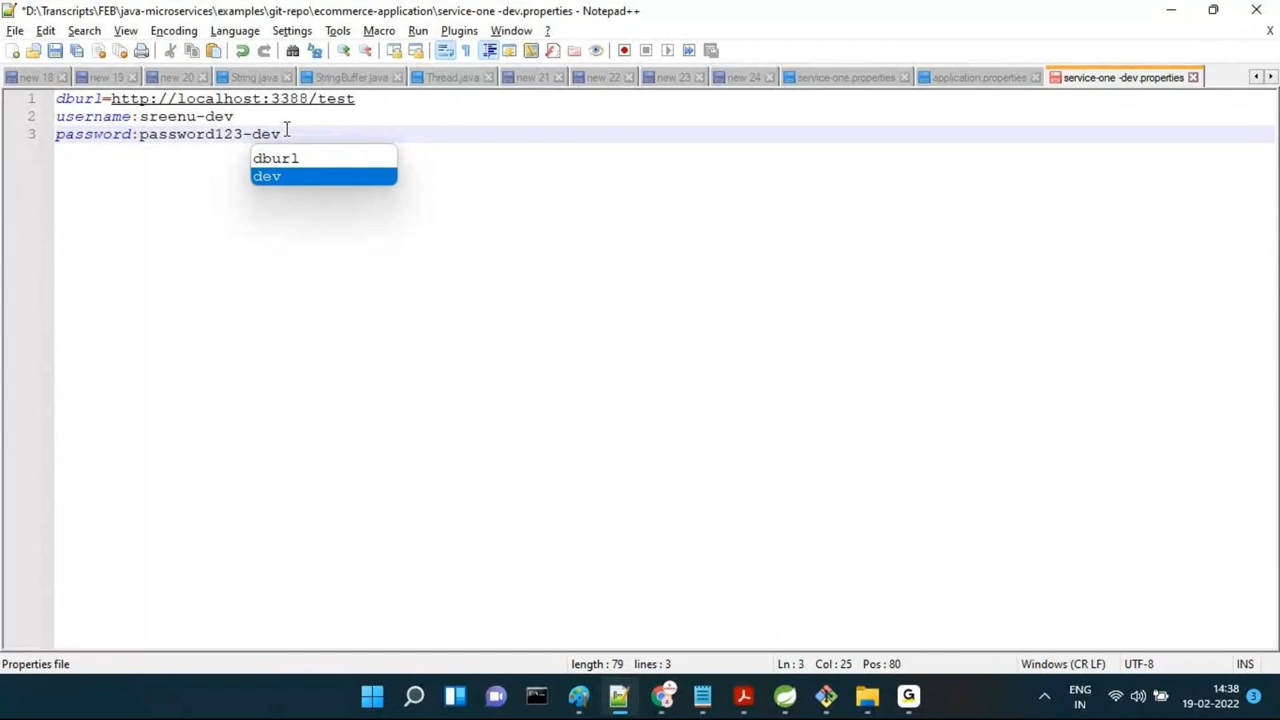 *D:\Transcripts\FEB\java-microservices\examples\git-repo\ecommerce-application\service-one -dev.properties - Notepad++
File Edit Search View Encoding Language Settings Tools Macro Run Plugins Window ? X
new 18 new 19 new 20 String.java StringBuffer.java Thread.java new 21 new 22 new 23 new 24 service-one.properties application.properties service-one -dev.properties
1 dburl=http://localhost:3388/test
2 username:sreenu-dev
3 password:password123-dev
dburl
dev
Properties file length : 79 lines : 3 Ln : 3 Col : 25 Pos : 80 Windows (CR LF) UTF-8 INS
ENG 14:38
IN 19-02-2022 3